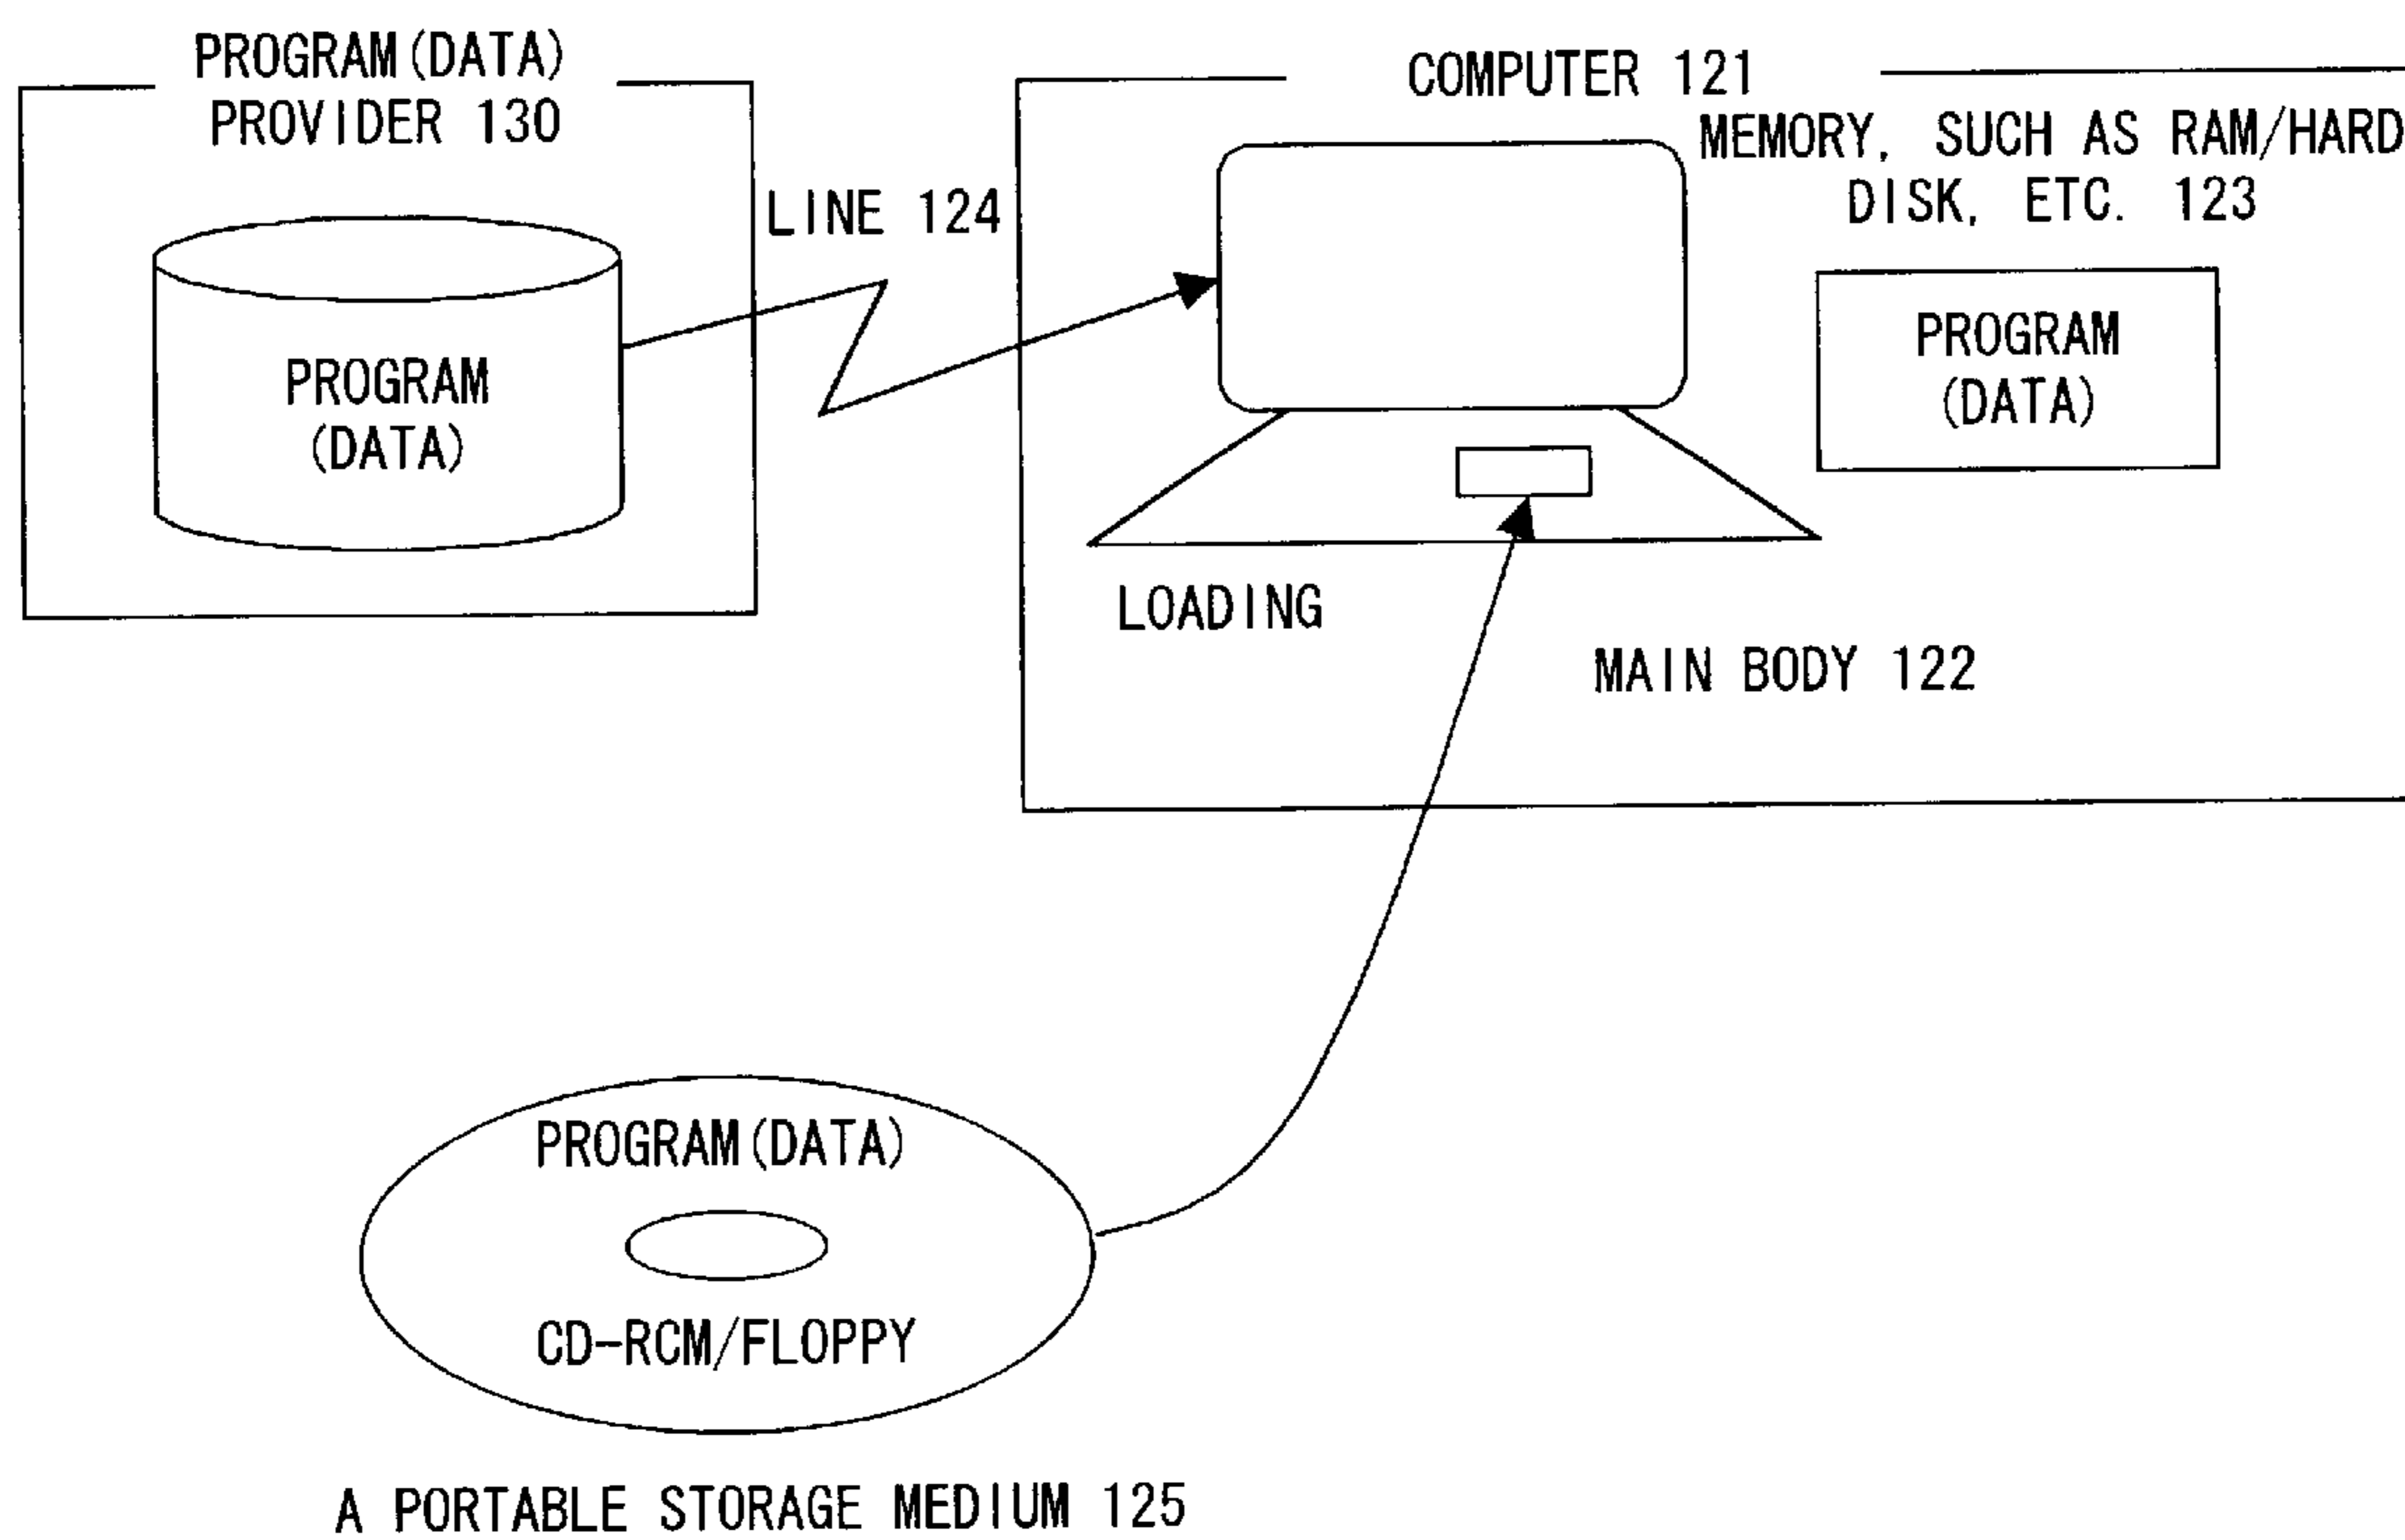 PROGRAM(DATA)
PROVIDER 130
PROGRAM
(DATA)
LINE 124
COMPUTER 121
MEMORY, SUCH AS RAM/HARD
DISK, ETC. 123
PROGRAM
(DATA)
LOADING
MAIN BODY 122
PROGRAM(DATA)
CD-RCM/FLOPPY
A PORTABLE STORAGE MEDIUM 125